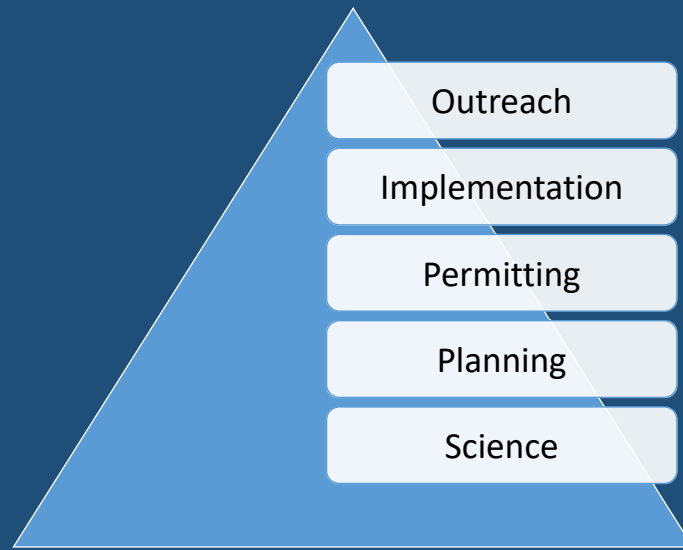 Outreach
Implementation
Permitting
Planning
Science